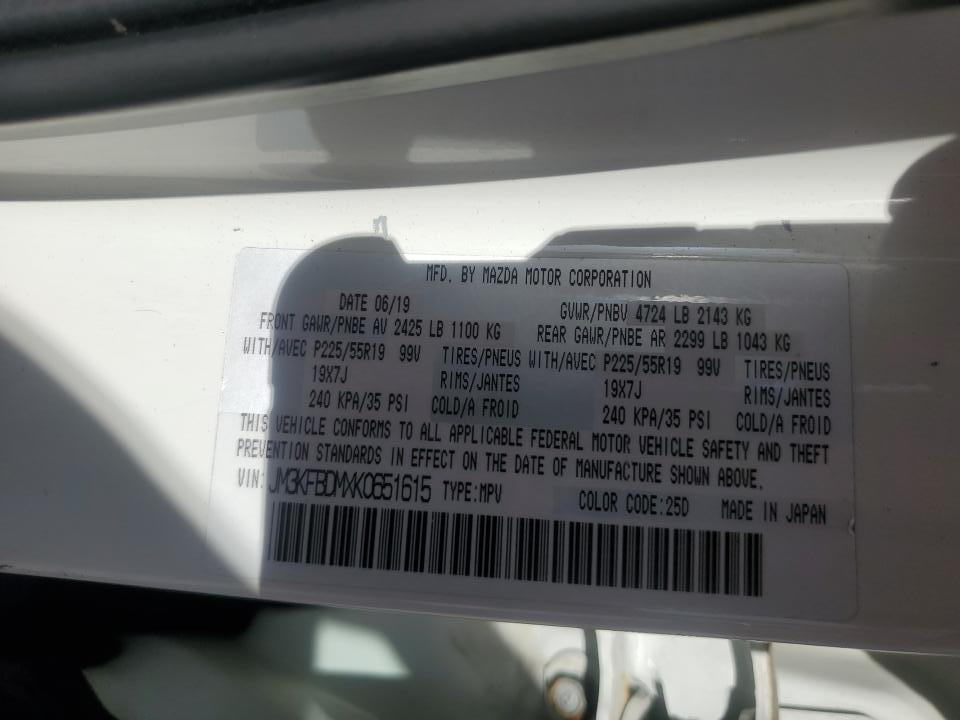 MFD. BY MAZDA MOTOR CORPORATION
DATE 06/19 GVWR/PNBV 4724 LB 2143 KG
FRONT GAWR/PNBE AV 2425 LB 1100 KG REAR GAWR/PNBE AR 2299 LB 1043 KG
WITH/AVEC P225/55R19 99V TIRES/PNEUS WITH/AVEC P225/55R19 99V TIRES/PNEUS
19X7J RIMS/JANTES 19X7J RIMS/JANTES
240 KPA/35 PSI COLD/A FROID 240 KPA/35 PSI COLD/A FROID
THIS VEHICLE CONFORMS TO ALL APPLICABLE FEDERAL MOTOR VEHICLE SAFETY AND THEFT
PREVENTION STANDARDS IN EFFECT ON THE DATE OF MANUFACTURE SHOWN ABOVE.
VIN: JM3KFBDMXK0651615 TYPE:MPV COLOR CODE:25D MADE IN JAPAN